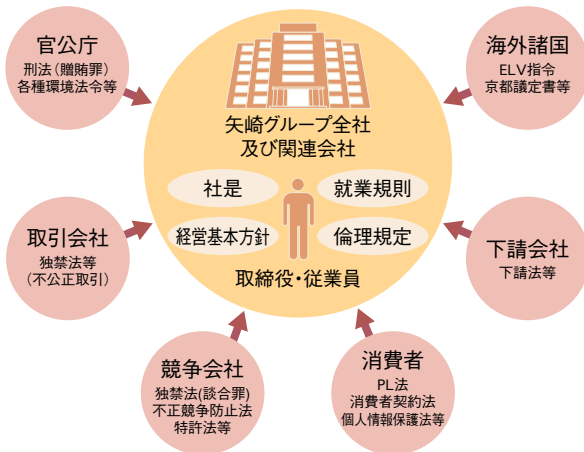 官公庁
刑法（贈賄罪）
各種環境法令等
海外諸国
ELV指令
京都議定書等
矢崎グループ全社
及び関連会社
社是
就業規則
経営基本方針
倫理規定
取締役・従業員
取引会社
独禁法等
（不公正取引）
下請会社
下請法等
競争会社
独禁法(談合罪)
不正競争防止法
特許法等
消費者
PL法
消費者契約法
個人情報保護法等